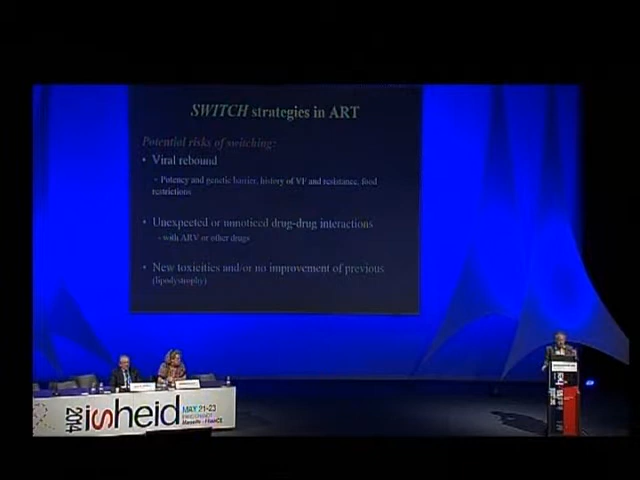 SWITCH strategies in ART
Potential risks of switching:
• Viral rebound
- Potency and genetic barrier, history of VF and resistance, food
restrictions
• Unexpected or unnoticed drug-drug interactions
- with ARV or other drugs
• New toxicities and/or no improvement of previous
(lipodystrophy)
2014
isheid
MAY 21-23
Marseille - FRANCE